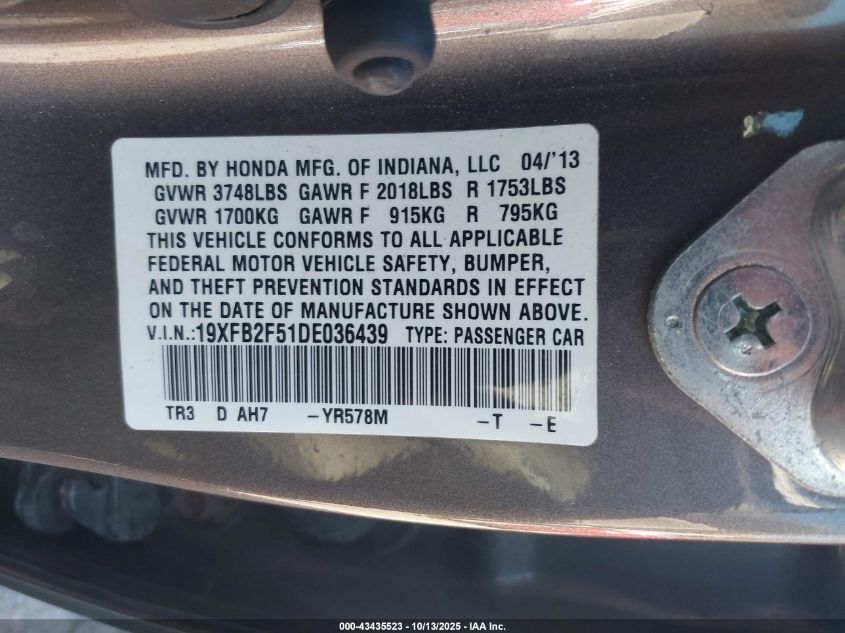 MFD. BY HONDA MFG. OF INDIANA, LLC 04/'13
GVWR 3748LBS GAWR F 2018LBS R 1753LBS
GVWR 1700KG GAWR F 915KG R 795KG
THIS VEHICLE CONFORMS TO ALL APPLICABLE
FEDERAL MOTOR VEHICLE SAFETY, BUMPER,
AND THEFT PREVENTION STANDARDS IN EFFECT
ON THE DATE OF MANUFACTURE SHOWN ABOVE.
V.I.N.:19XFB2F51DE036439 TYPE: PASSENGER CAR
TR3 D AH7 -YR578M -T -E
000-43435523 - 10/13/2025 - IAA Inc.